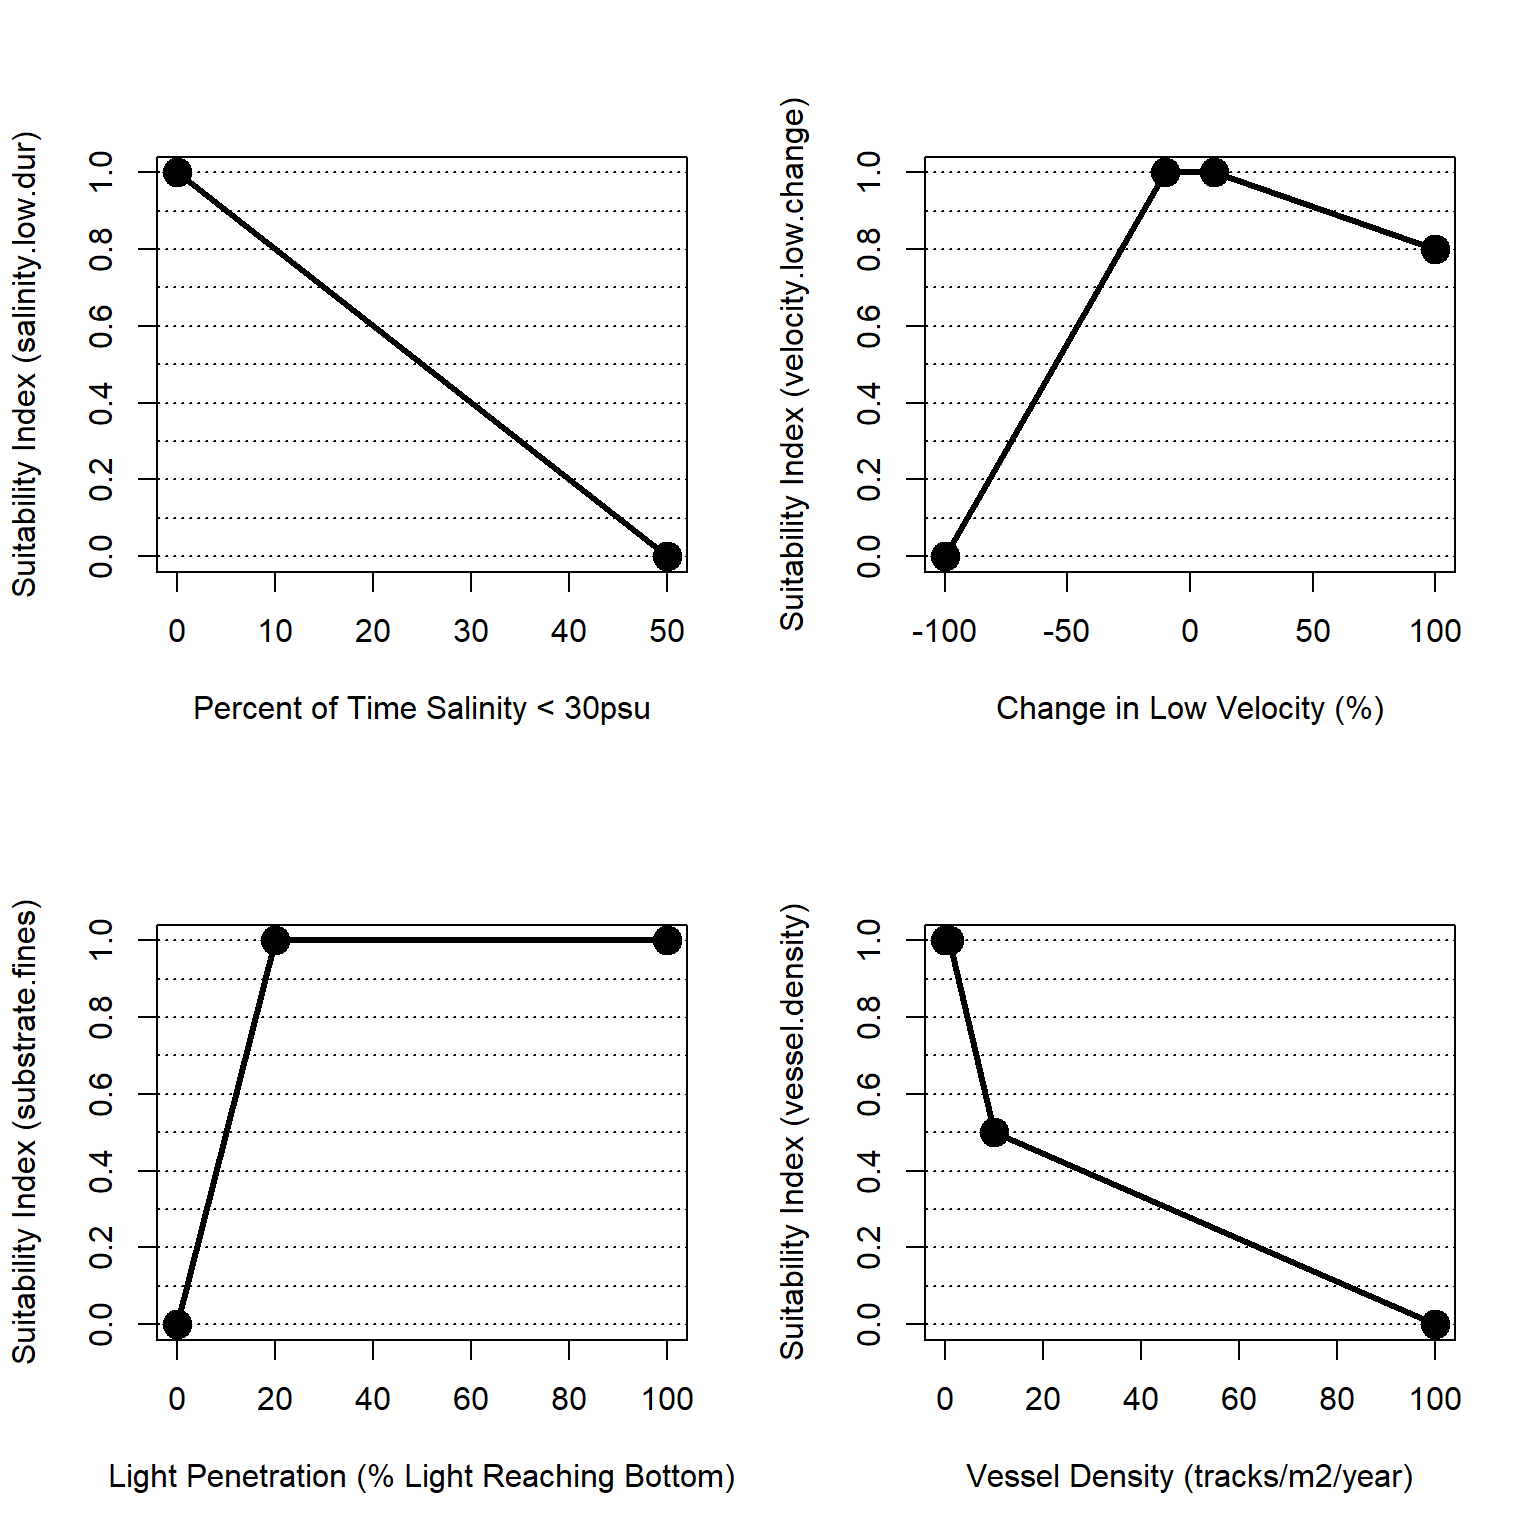 Suitability Index (salinity.low.dur)
0.0 0.2 0.4 0.6 0.8 1.0
0 10 20 30 40 50
Percent of Time Salinity < 30psu
Suitability Index (velocity.low.change)
0.0 0.2 0.4 0.6 0.8 1.0
-100 -50 0 50 100
Change in Low Velocity (%)
Suitability Index (substrate.fines)
0.0 0.2 0.4 0.6 0.8 1.0
0 20 40 60 80 100
Light Penetration (% Light Reaching Bottom)
Suitability Index (vessel.density)
0.0 0.2 0.4 0.6 0.8 1.0
0 20 40 60 80 100
Vessel Density (tracks/m2/year)